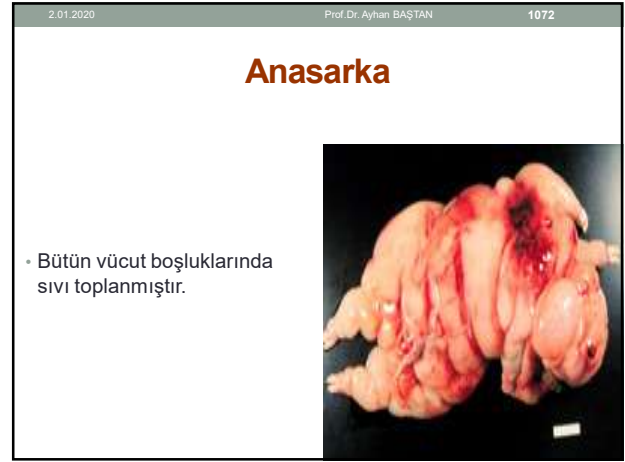 2.01.2020 Prof.Dr. Ayhan BAŞTAN 1072
Anasarka
• Bütün vücut boşluklarında
sıvı toplanmıştır.